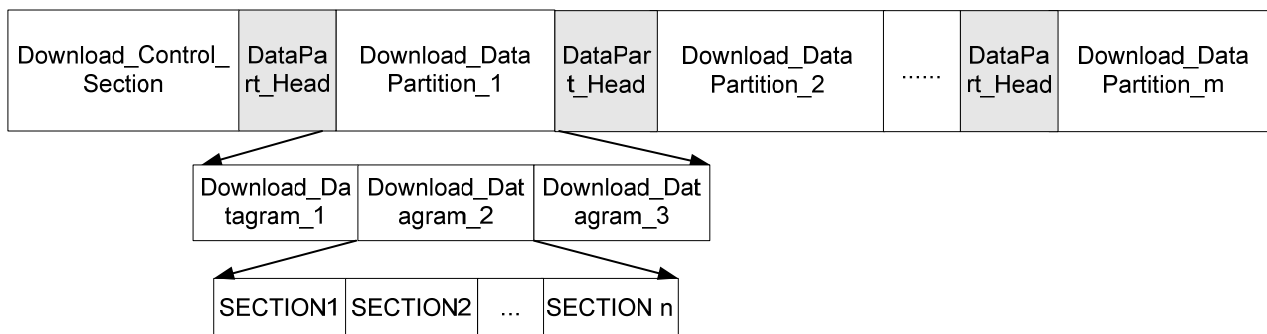 Download_Control_
Section
DataPa
rt_Head
Download_Data
Partition_1
DataPar
t_Head
Download_Data
Partition_2
......
DataPa
rt_Head
Download_Data
Partition_m
Download_Da
tagram_1
Download_Dat
agram_2
Download_Dat
agram_3
SECTION1
SECTION2
...
SECTION n